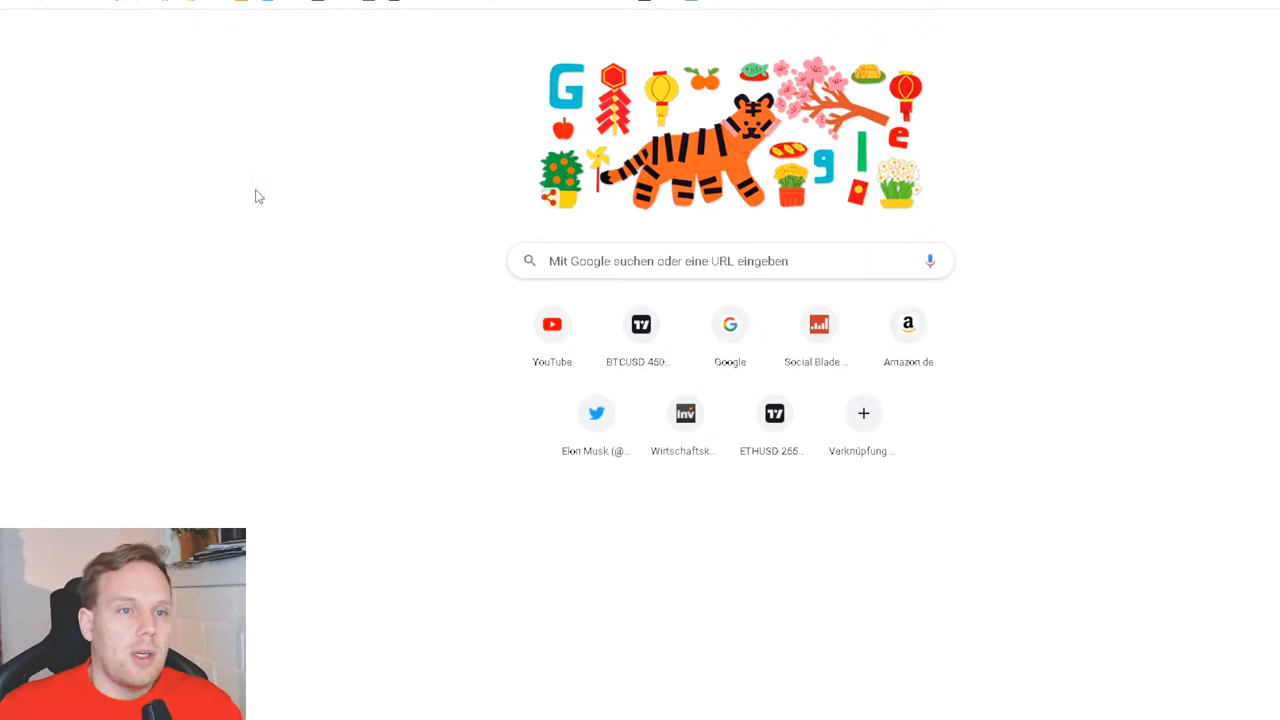 G g l e
Mit Google suchen oder eine URL eingeben
YouTube
BTCUSD 450...
Google
Social Blade ...
Amazon.de
Elon Musk (@...
Wirtschaftsk...
ETHUSD 255...
Verknüpfung ...